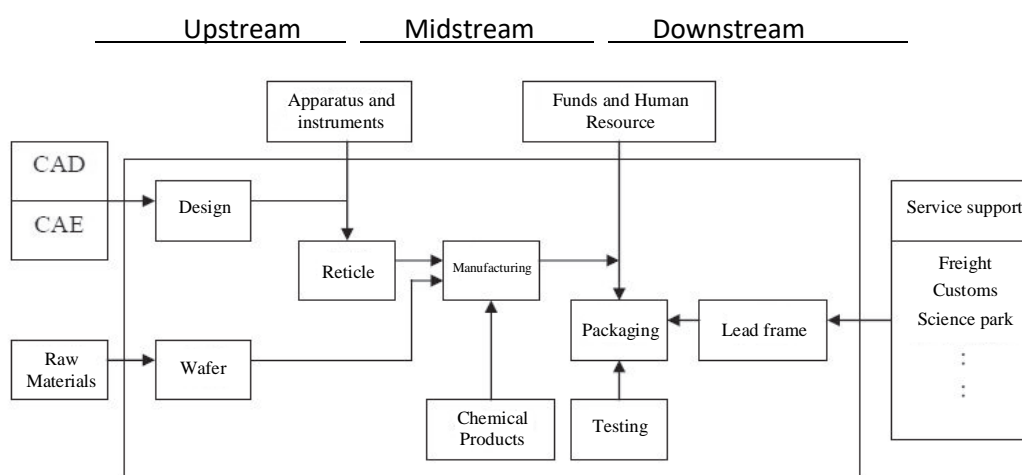 Upstream
Midstream
Downstream
Apparatus and
instruments
Funds and Human
Resource
CAD
CAE
Design
Service support
Reticle
Manufacturing
Freight
Customs
Science park
Packaging
Lead frame
Raw
Materials
Wafer
Chemical
Products
Testing